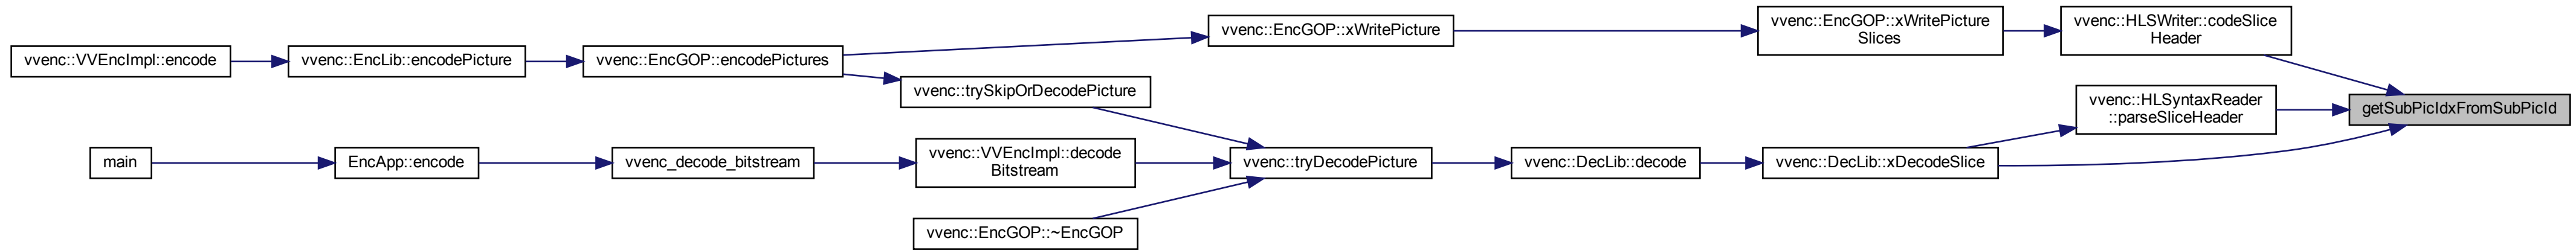 vvenc::VVEncImpl::encode
vvenc::EncLib::encodePicture
vvenc::EncGOP::encodePictures
vvenc::EncGOP::xWritePicture
vvenc::EncGOP::xWritePicture
Slices
vvenc::HLSWriter::codeSlice
Header
vvenc::trySkipOrDecodePicture
vvenc::HLSyntaxReader
::parseSliceHeader
getSubPicIdxFromSubPicId
main
EncApp::encode
vvenc_decode_bitstream
vvenc::VVEncImpl::decode
Bitstream
vvenc::tryDecodePicture
vvenc::DecLib::decode
vvenc::DecLib::xDecodeSlice
vvenc::EncGOP::~EncGOP